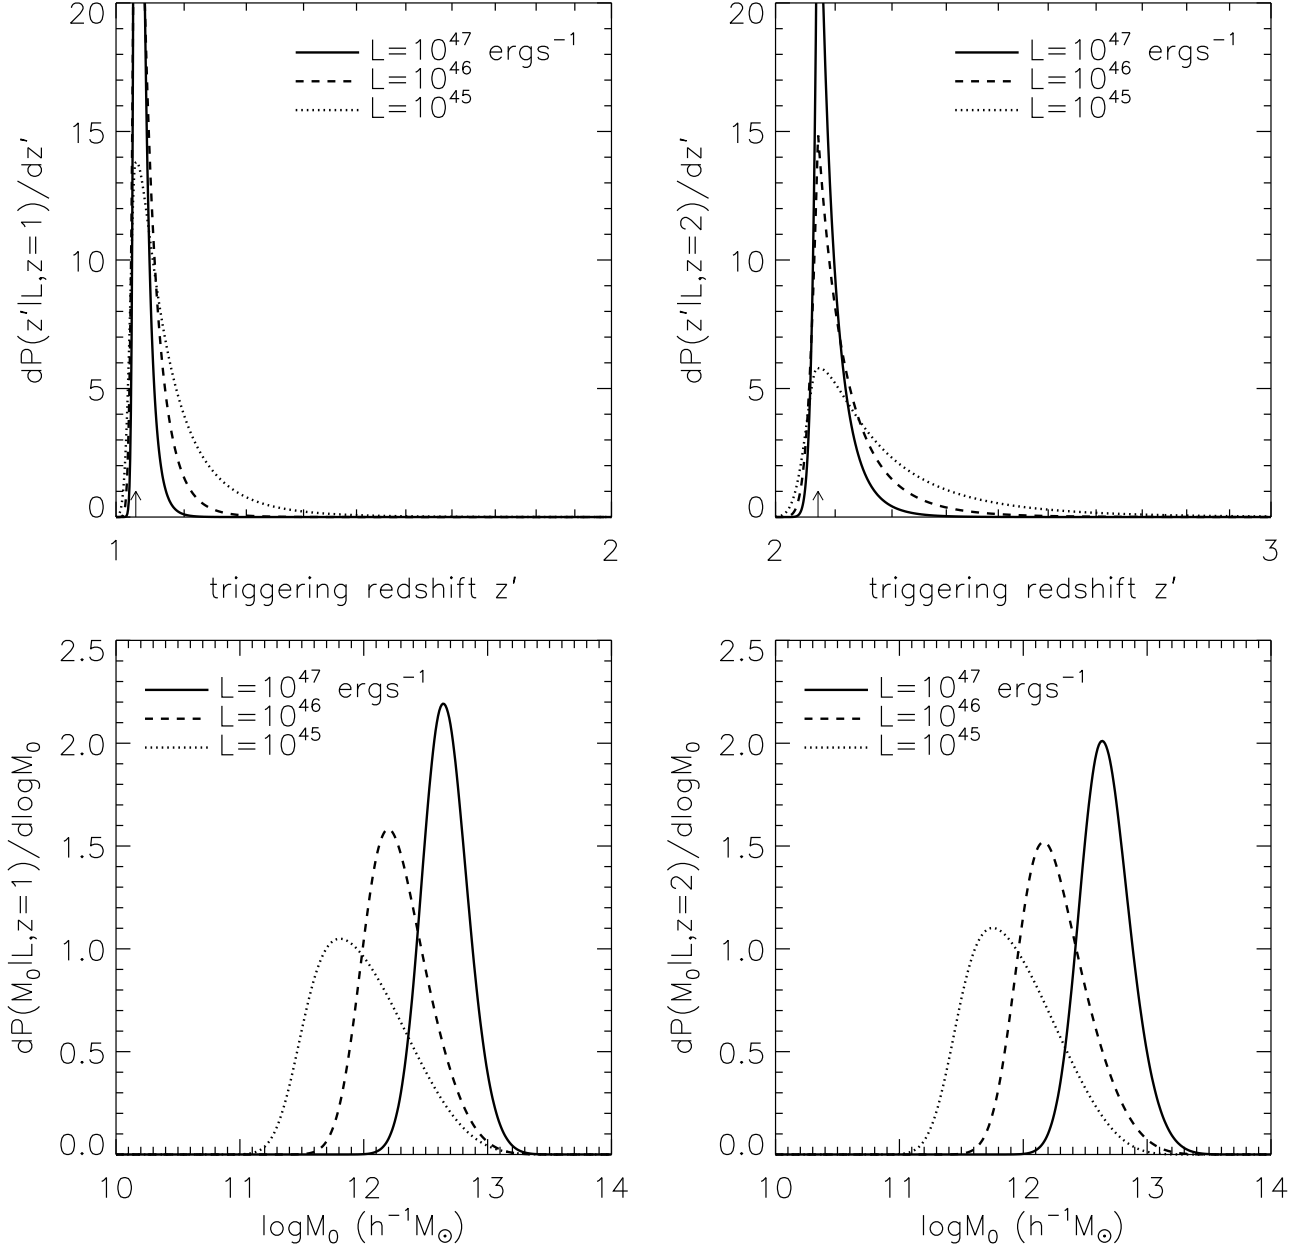 20
15
10
5
0
dP(z'|L,z=1)/dz'
L=10^47 ergs^-1
L=10^46
L=10^45
1
2
triggering redshift z'
20
15
10
5
0
dP(z'|L,z=2)/dz'
L=10^47 ergs^-1
L=10^46
L=10^45
2
3
triggering redshift z'
2.5
2.0
1.5
1.0
0.5
0.0
dP(M₀|L,z=1)/dlogM₀
L=10^47 ergs^-1
L=10^46
L=10^45
10
11
12
13
14
logM₀ (h^-1M⊙)
2.5
2.0
1.5
1.0
0.5
0.0
dP(M₀|L,z=2)/dlogM₀
L=10^47 ergs^-1
L=10^46
L=10^45
10
11
12
13
14
logM₀ (h^-1M⊙)